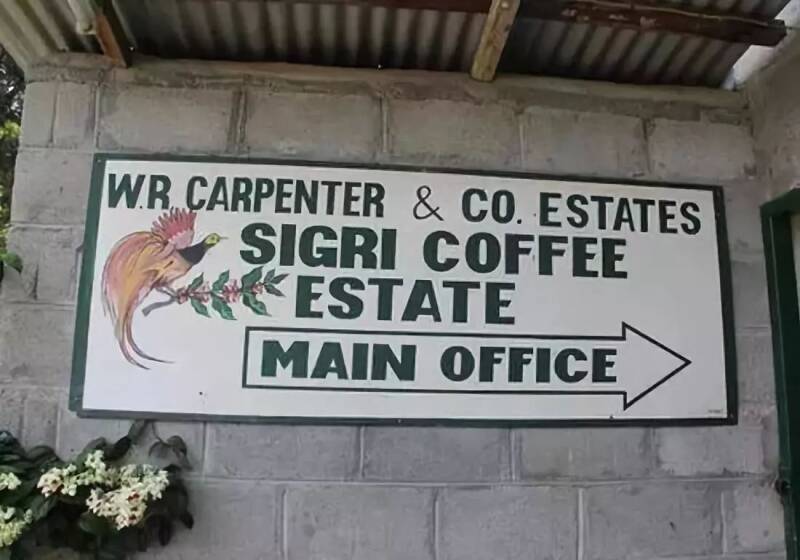 W.R. CARPENTER & CO. ESTATES
SIGRI COFFEE
ESTATE
MAIN OFFICE